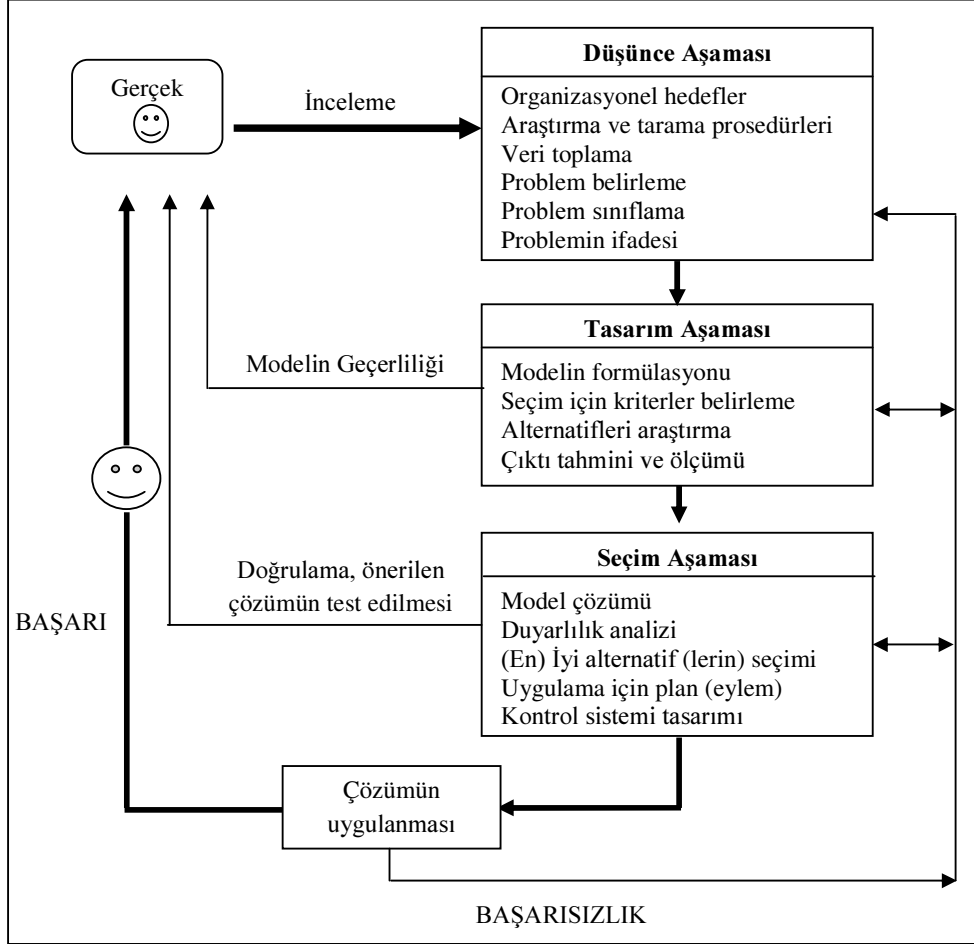 Gerçek
İnceleme
Düşünce Aşaması
Organizasyonel hedefler
Araştırma ve tarama prosedürleri
Veri toplama
Problem belirleme
Problem sınıflama
Problemin ifadesi
Tasarım Aşaması
Modelin Geçerliliği
Modelin formülasyonu
Seçim için kriterler belirleme
Alternatifleri araştırma
Çıktı tahmini ve ölçümü
Seçim Aşaması
Doğrulama, önerilen
çözümün test edilmesi
Model çözümü
Duyarlılık analizi
(En) İyi alternatif (lerin) seçimi
Uygulama için plan (eylem)
Kontrol sistemi tasarımı
BAŞARI
Çözümün
uygulanması
BAŞARISIZLIK